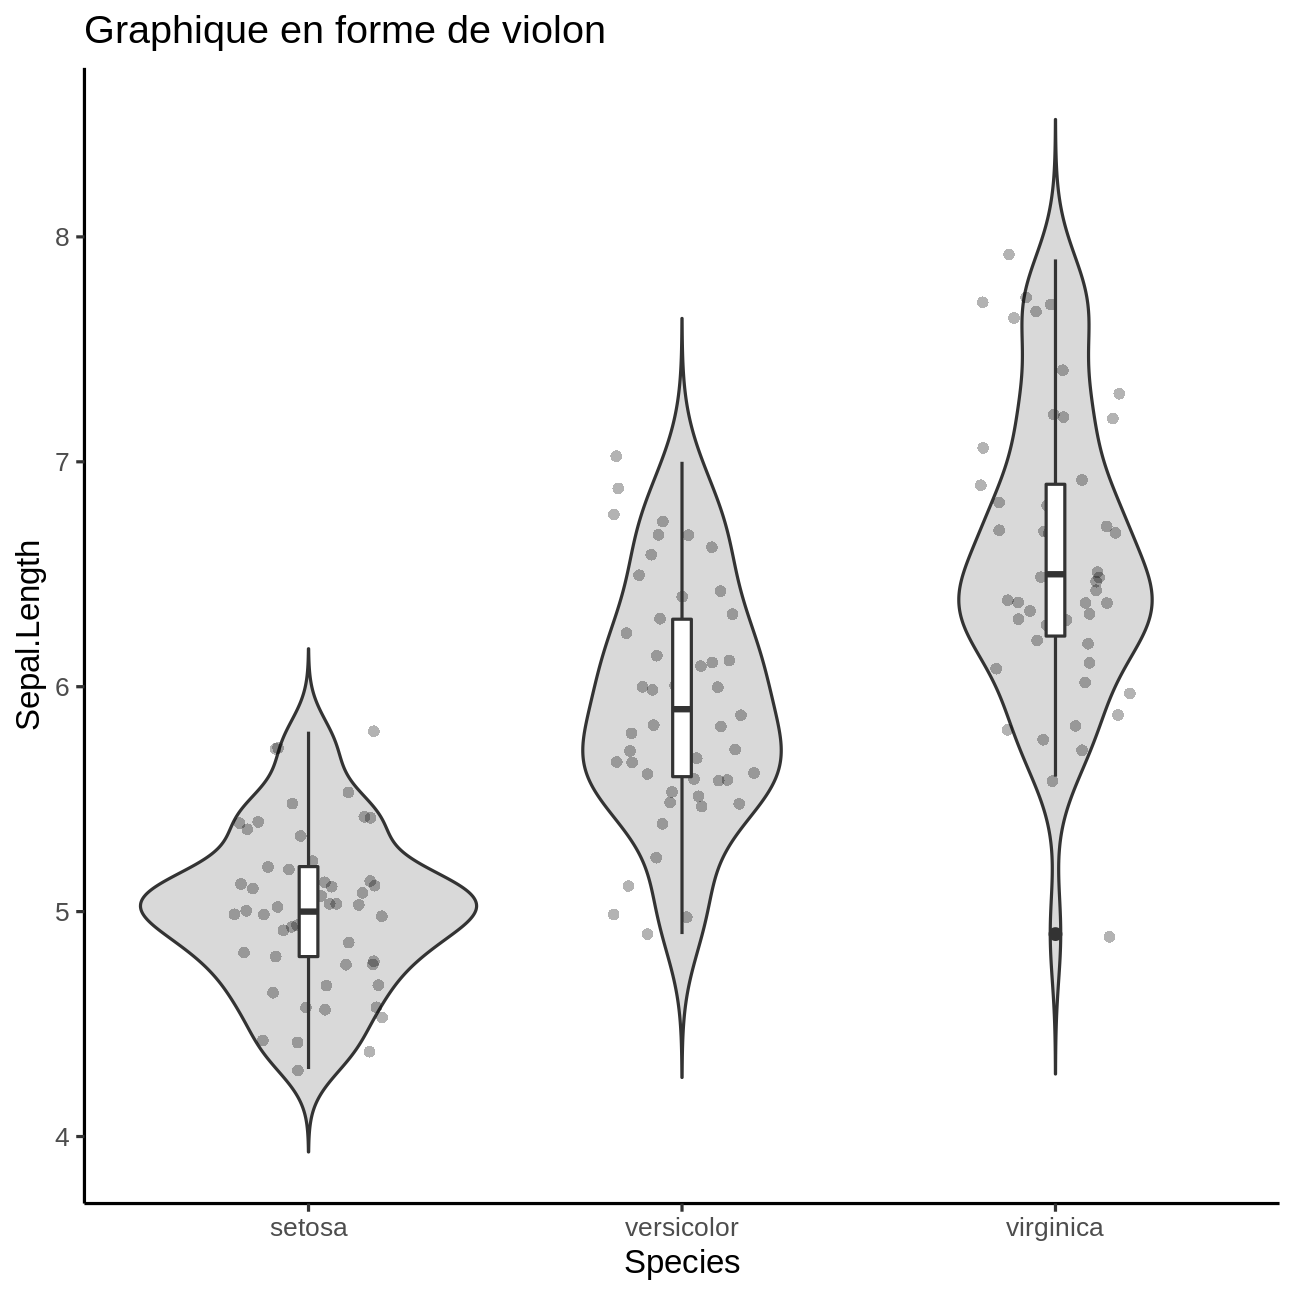 Graphique en forme de violon
Sepal.Length
8
7
6
5
4
setosa
versicolor
virginica
Species